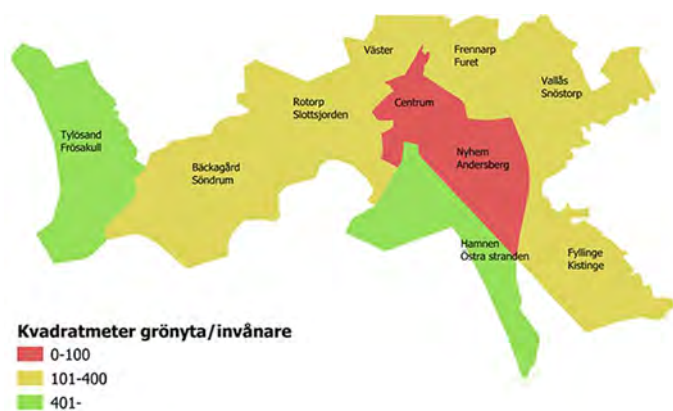 Väster
Frennarp
Furet
Vallås
Snöstorp
Rotorp
Slottsjorden
Centrum
Tylösand
Frösakull
Nyhem
Andersberg
Bäckagård
Söndrum
Hamnen
Östra stranden
Fyllinge
Kistinge
Kvadratmeter grönyta/invånare
0-100
101-400
401-